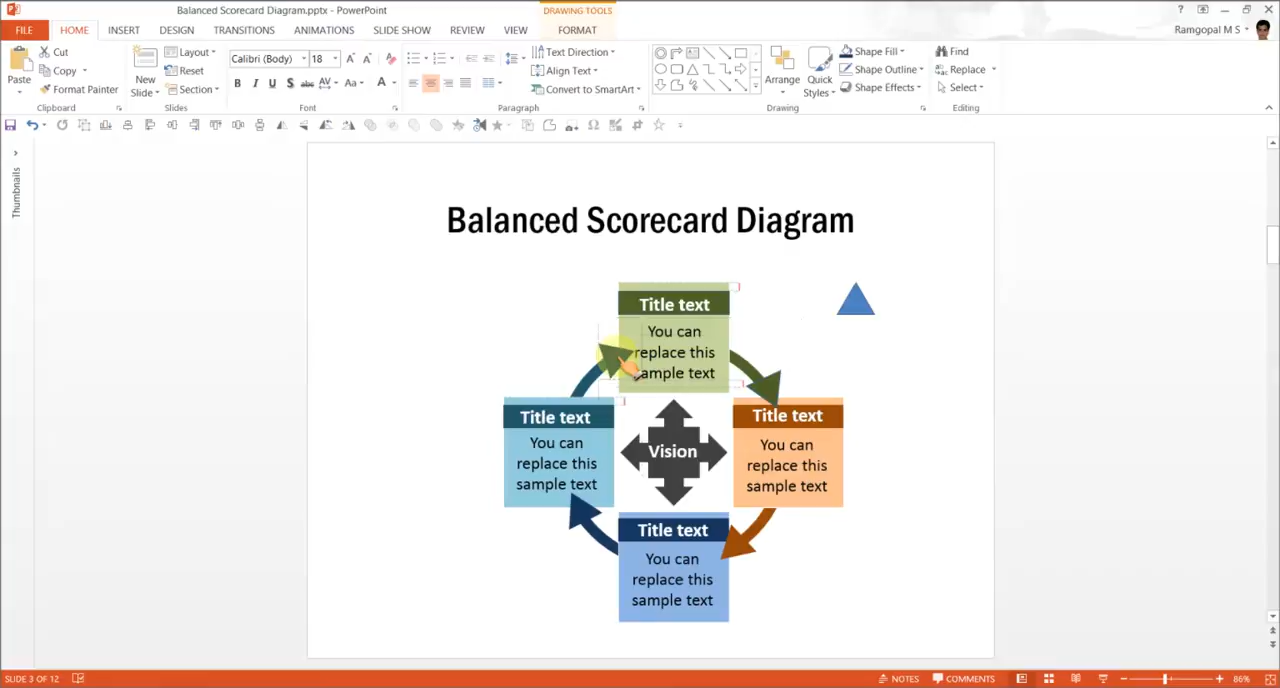 Balanced Scorecard Diagram.pptx - PowerPoint
DRAWING TOOLS
FILE
HOME
INSERT
DESIGN
TRANSITIONS
ANIMATIONS
SLIDE SHOW
REVIEW
VIEW
FORMAT
Ramgopal M S
Paste
Cut
Copy
Format Painter
Clipboard
New
Slide
Layout
Reset
Section
Slides
Calibri (Body)
18
Font
Text Direction
Align Text
Convert to SmartArt
Paragraph
Arrange
Quick
Styles
Shape Fill
Shape Outline
Shape Effects
Drawing
Find
Replace
Select
Editing
Thumbnails
Balanced Scorecard Diagram
Title text
You can
replace this
sample text
Title text
You can
replace this
sample text
Vision
Title text
You can
replace this
sample text
Title text
You can
replace this
sample text
SLIDE 3 OF 12
NOTES
COMMENTS
86%